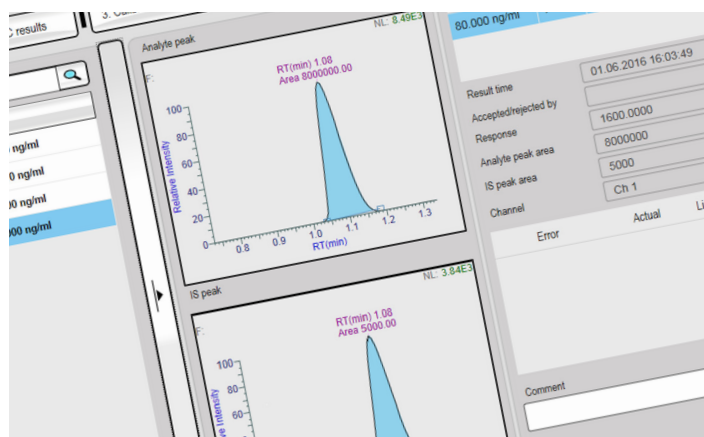 C results
3. Cali
ng/ml
0 ng/ml
00 ng/ml
000 ng/ml
Analyte peak
NL: 8.49E3
F:
RT(min) 1.08
Area 8000000.00
Relative Intensity
100
80
60
40
20
0
0.8
0.9
1.0
1.1
1.2
1.3
RT(min)
IS peak
NL: 3.84E3
F:
RT(min) 1.08
Area 5000.00
ve Intensity
100
80
60
80.000 ng/ml
Result time
01.06.2016 16:03:49
Accepted/rejected by
Response
1600.0000
Analyte peak area
8000000
IS peak area
5000
Channel
Ch 1
Error
Actual
Li
Comment